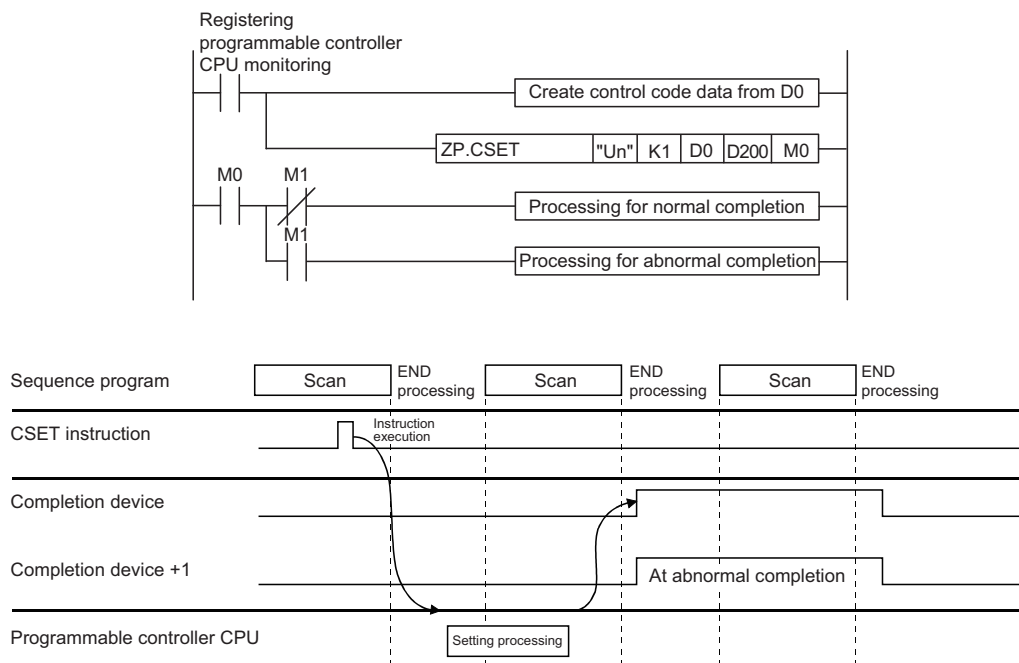 Registering
programmable controller
CPU monitoring
Create control code data from D0
ZP.CSET "Un" K1 D0 D200 M0
M0 M1
Processing for normal completion
M1
Processing for abnormal completion
Sequence program
Scan
END
processing
Scan
END
processing
Scan
END
processing
CSET instruction
Instruction
execution
Completion device
Completion device +1
At abnormal completion
Programmable controller CPU
Setting processing